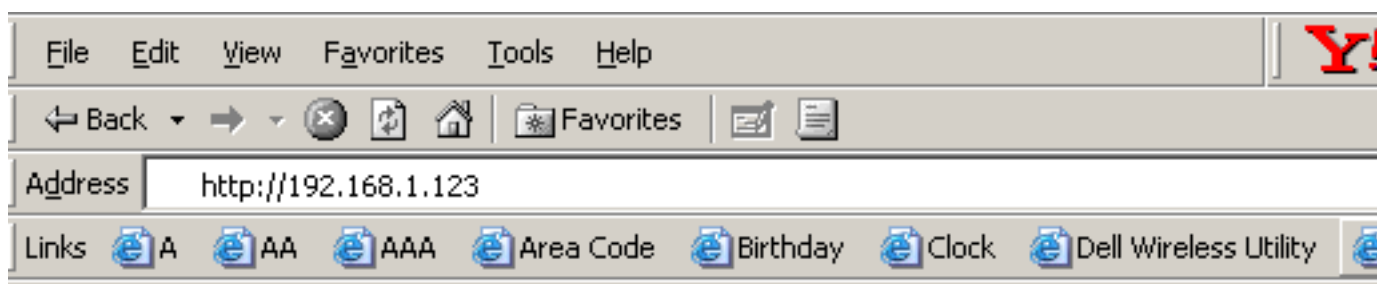 File Edit View Favorites Tools Help Y!
Back Favorites
Address http://192.168.1.123
Links A AA AAA Area Code Birthday Clock Dell Wireless Utility